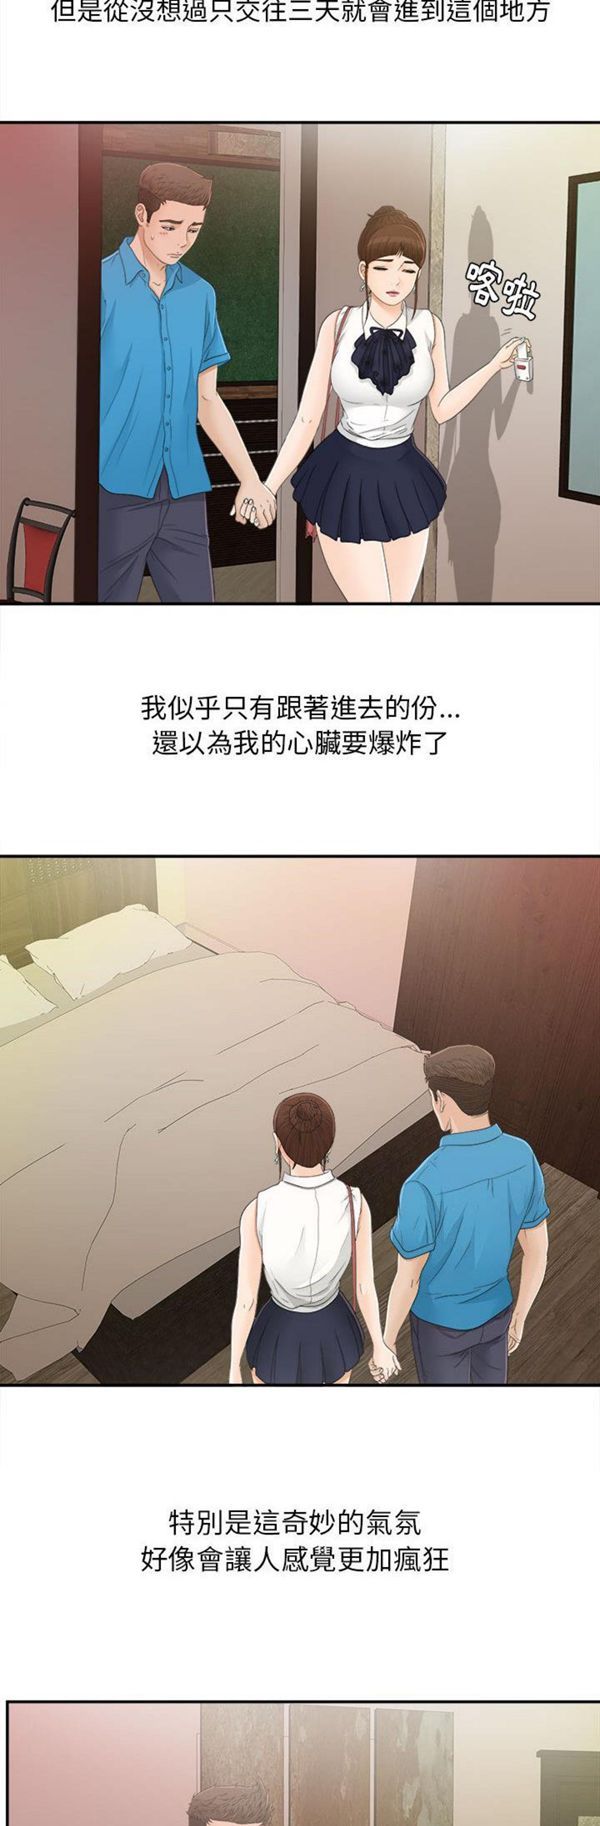 但是從沒想過只交往三天就會進到這個地方
喀啦
我似乎只有跟著進去的份...
還以為我的心臟要爆炸了
特別是這奇妙的氣氛
好像會讓人感覺更加瘋狂